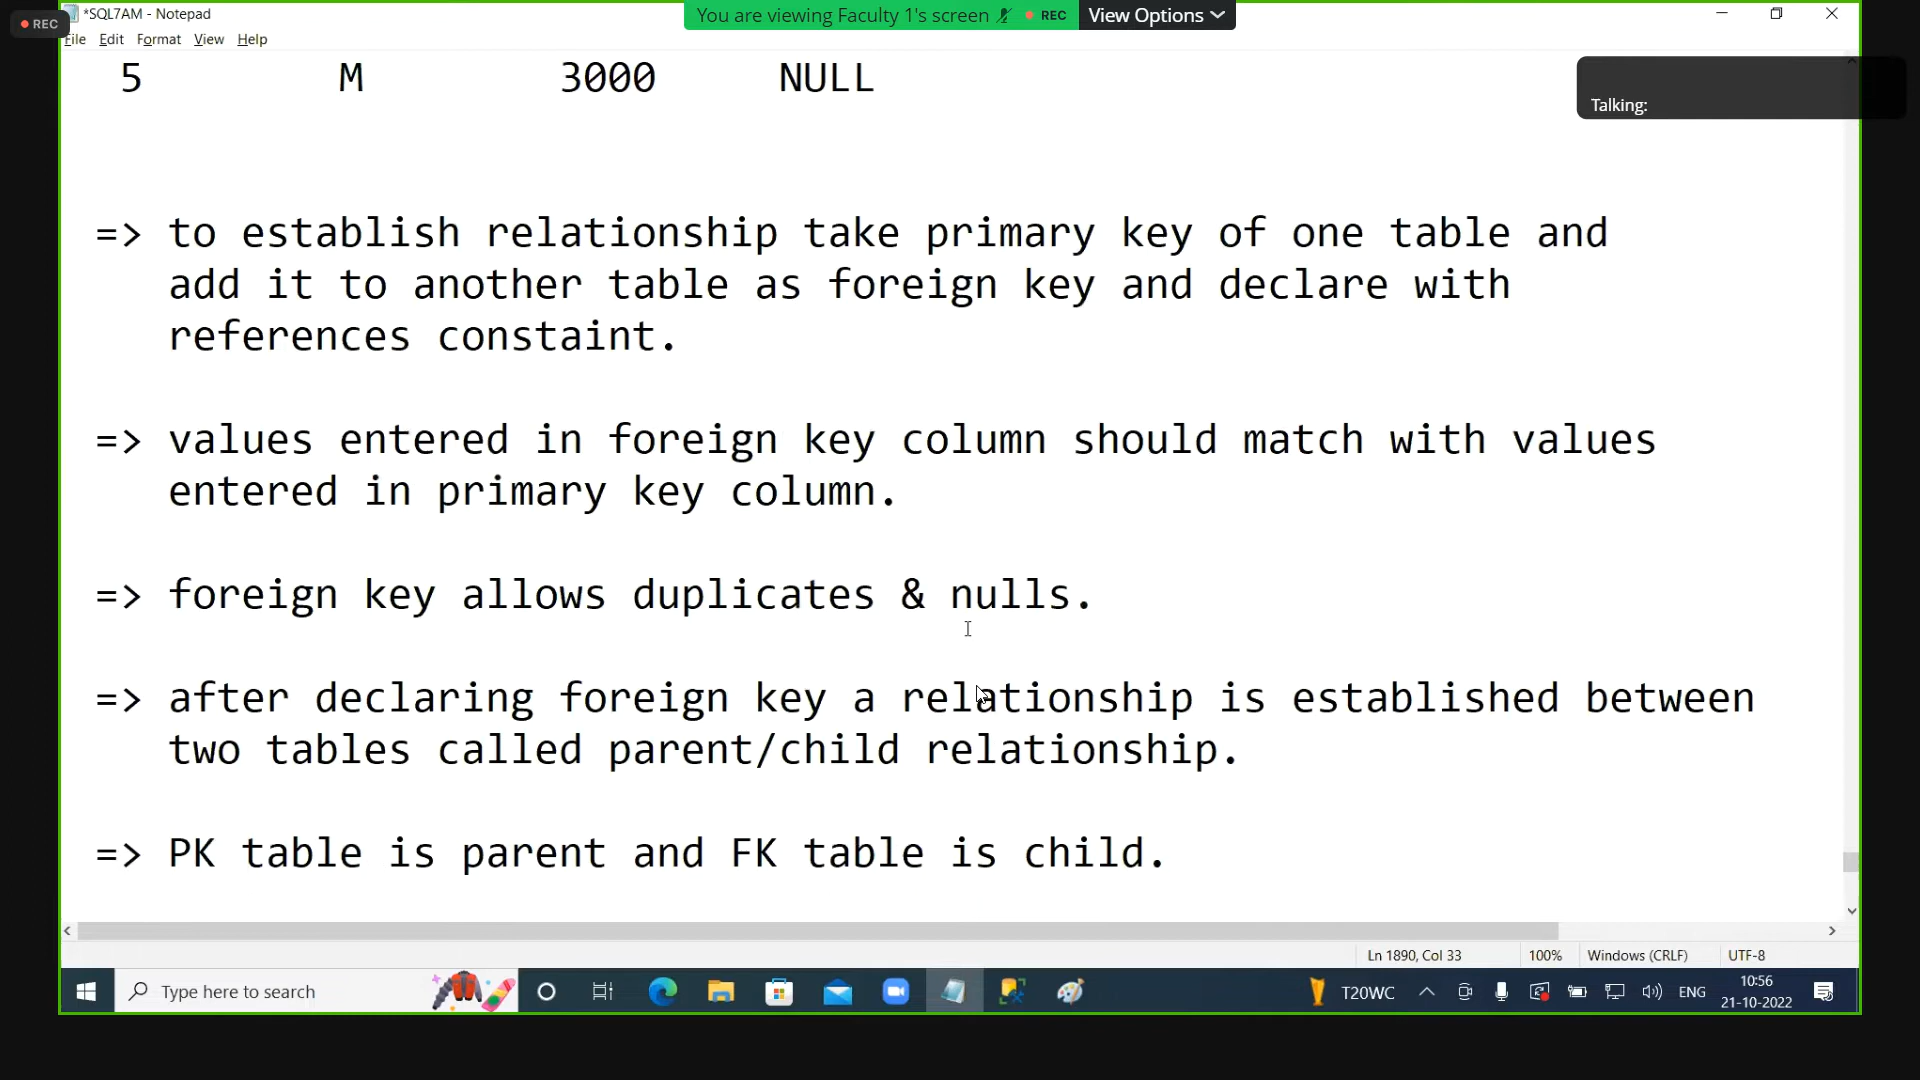 REC
*SQL7AM - Notepad
You are viewing Faculty 1's screen
REC
View Options
File Edit Format View Help
5 M 3000 NULL
Talking:
=> to establish relationship take primary key of one table and
add it to another table as foreign key and declare with
references constaint.
=> values entered in foreign key column should match with values
entered in primary key column.
=> foreign key allows duplicates & nulls.
=> after declaring foreign key a relationship is established between
two tables called parent/child relationship.
=> PK table is parent and FK table is child.
Ln 1890, Col 33 100% Windows (CRLF) UTF-8
Type here to search
T20WC
ENG
10:56
21-10-2022